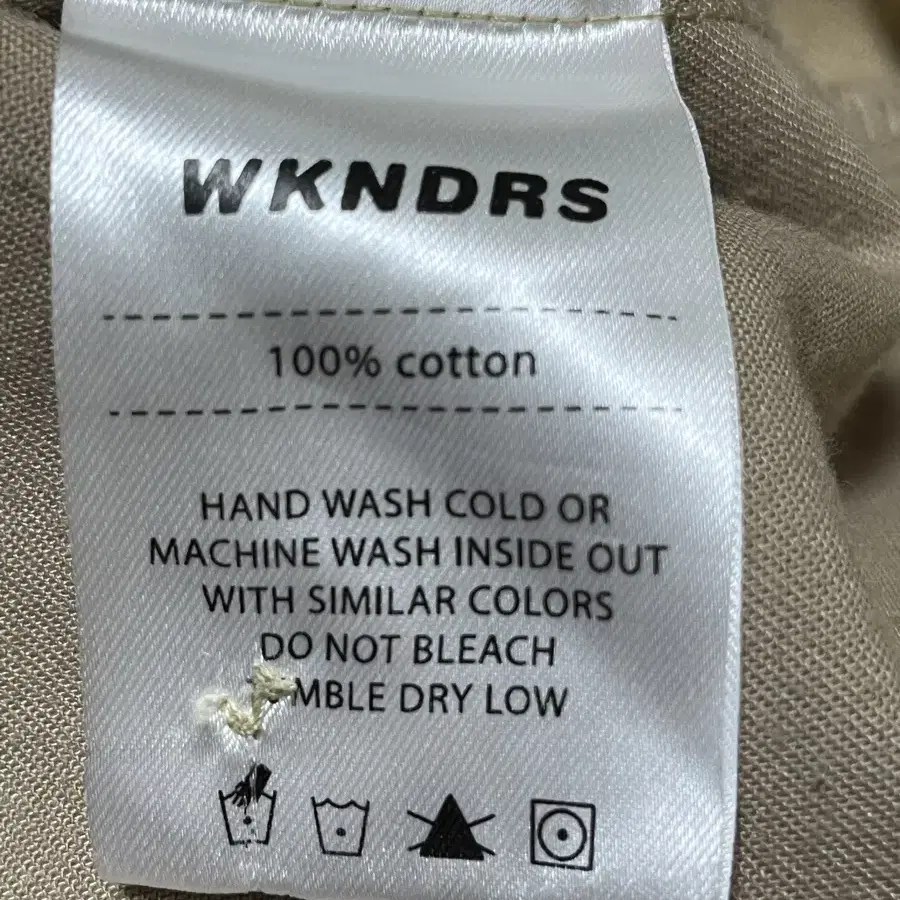 WKNDRS
100% cotton
HAND WASH COLD OR
MACHINE WASH INSIDE OUT
WITH SIMILAR COLORS
DO NOT BLEACH
DRY LOW